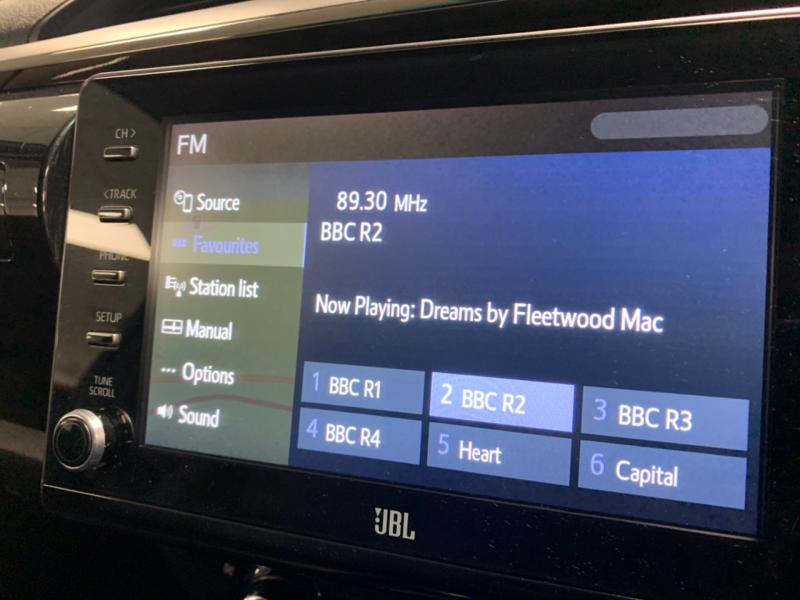 CH >
<TRACK
PHONE
SETUP
TUNE
SCROLL
FM
Source
Favourites
Station list
Manual
Options
Sound
89.30 MHz
BBC R2
Now Playing: Dreams by Fleetwood Mac
1 BBC R1
2 BBC R2
3 BBC R3
4 BBC R4
5 Heart
6 Capital
JBL